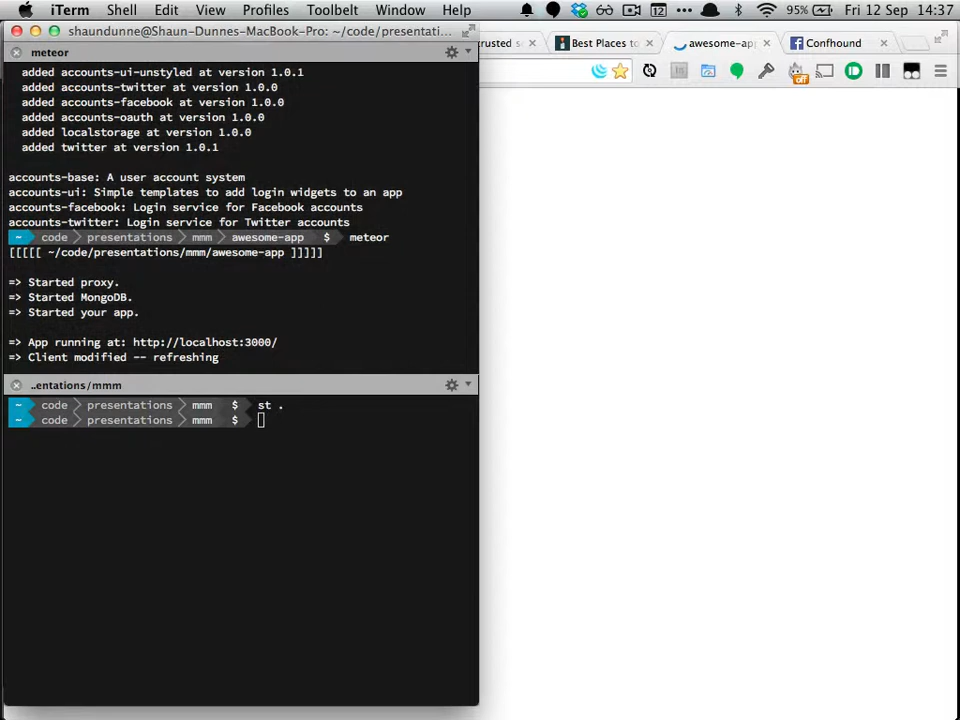 iTerm Shell Edit View Profiles Toolbelt Window Help 12 95% Fri 12 Sep 14:37
shaundunne@Shaun-Dunnes-MacBook-Pro: ~/code/presentati...
trusted s
Best Places to
awesome-ap
Confhound
meteor
off
added accounts-ui-unstyled at version 1.0.1
added accounts-twitter at version 1.0.0
added accounts-facebook at version 1.0.0
added accounts-oauth at version 1.0.0
added localstorage at version 1.0.0
added twitter at version 1.0.1
accounts-base: A user account system
accounts-ui: Simple templates to add login widgets to an app
accounts-facebook: Login service for Facebook accounts
accounts-twitter: Login service for Twitter accounts
~ code presentations mmm awesome-app $ meteor
[[[[[ ~/code/presentations/mmm/awesome-app ]]]]]
=> Started proxy.
=> Started MongoDB.
=> Started your app.
=> App running at: http://localhost:3000/
=> Client modified -- refreshing
..entations/mmm
~ code presentations mmm $ st .
~ code presentations mmm $